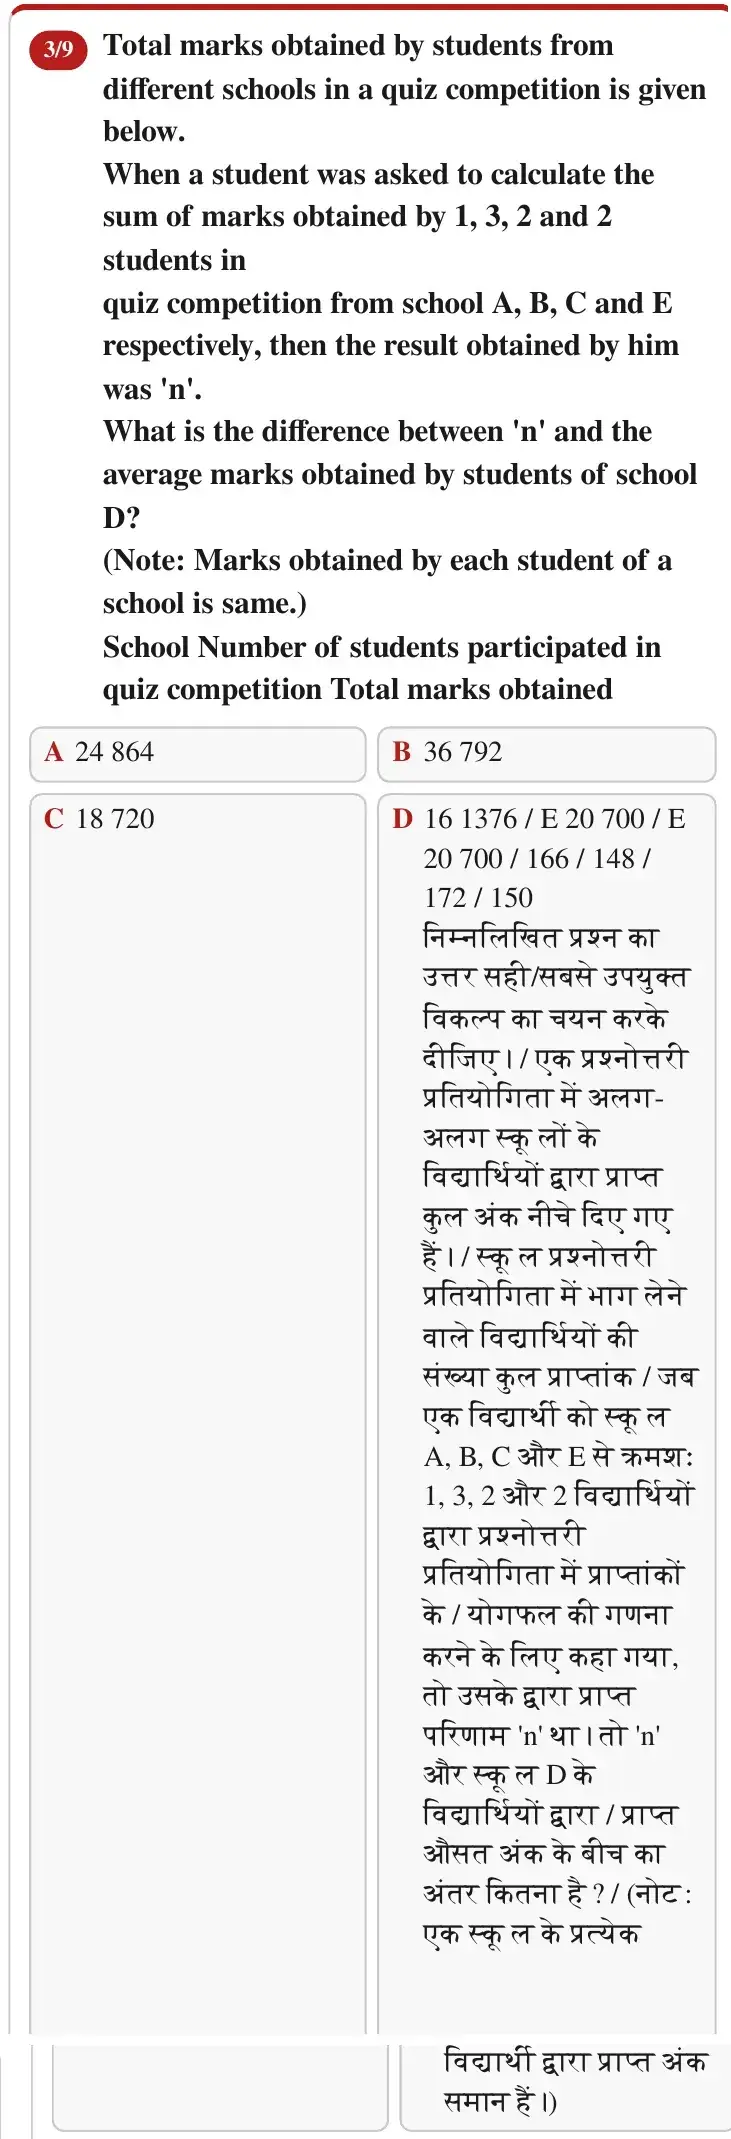 3/9 Total marks obtained by students from
different schools in a quiz competition is given
below.
When a student was asked to calculate the
sum of marks obtained by 1, 3, 2 and 2
students in
quiz competition from school A, B, C and E
respectively, then the result obtained by him
was 'n'.
What is the difference between 'n' and the
average marks obtained by students of school
D?
(Note: Marks obtained by each student of a
school is same.)
School Number of students participated in
quiz competition Total marks obtained
A 24 864
B 36 792
C 18 720
D 16 1376 / E 20 700 / E
20 700 / 166 / 148 /
172 / 150
निम्नलिखित प्रश्न का
उत्तर सही/सबसे उपयुक्त
विकल्प का चयन करके
दीजिए। / एक प्रश्नोत्तरी
प्रतियोगिता में अलग-
अलग स्कूलों के
विद्यार्थियों द्वारा प्राप्त
कुल अंक नीचे दिए गए
हैं। / स्कूल प्रश्नोत्तरी
प्रतियोगिता में भाग लेने
वाले विद्यार्थियों की
संख्या कुल प्राप्तांक / जब
एक विद्यार्थी को स्कूल
A, B, C और E से क्रमशः
1, 3, 2 और 2 विद्यार्थियों
द्वारा प्रश्नोत्तरी
प्रतियोगिता में प्राप्तांकों
के / योगफल की गणना
करने के लिए कहा गया,
तो उसके द्वारा प्राप्त
परिणाम 'n' था। तो 'n'
और स्कूल D के
विद्यार्थियों द्वारा / प्राप्त
औसत अंक के बीच का
अंतर कितना है ? / (नोट :
एक स्कूल के प्रत्येक
विद्यार्थी द्वारा प्राप्त अंक
समान हैं।)